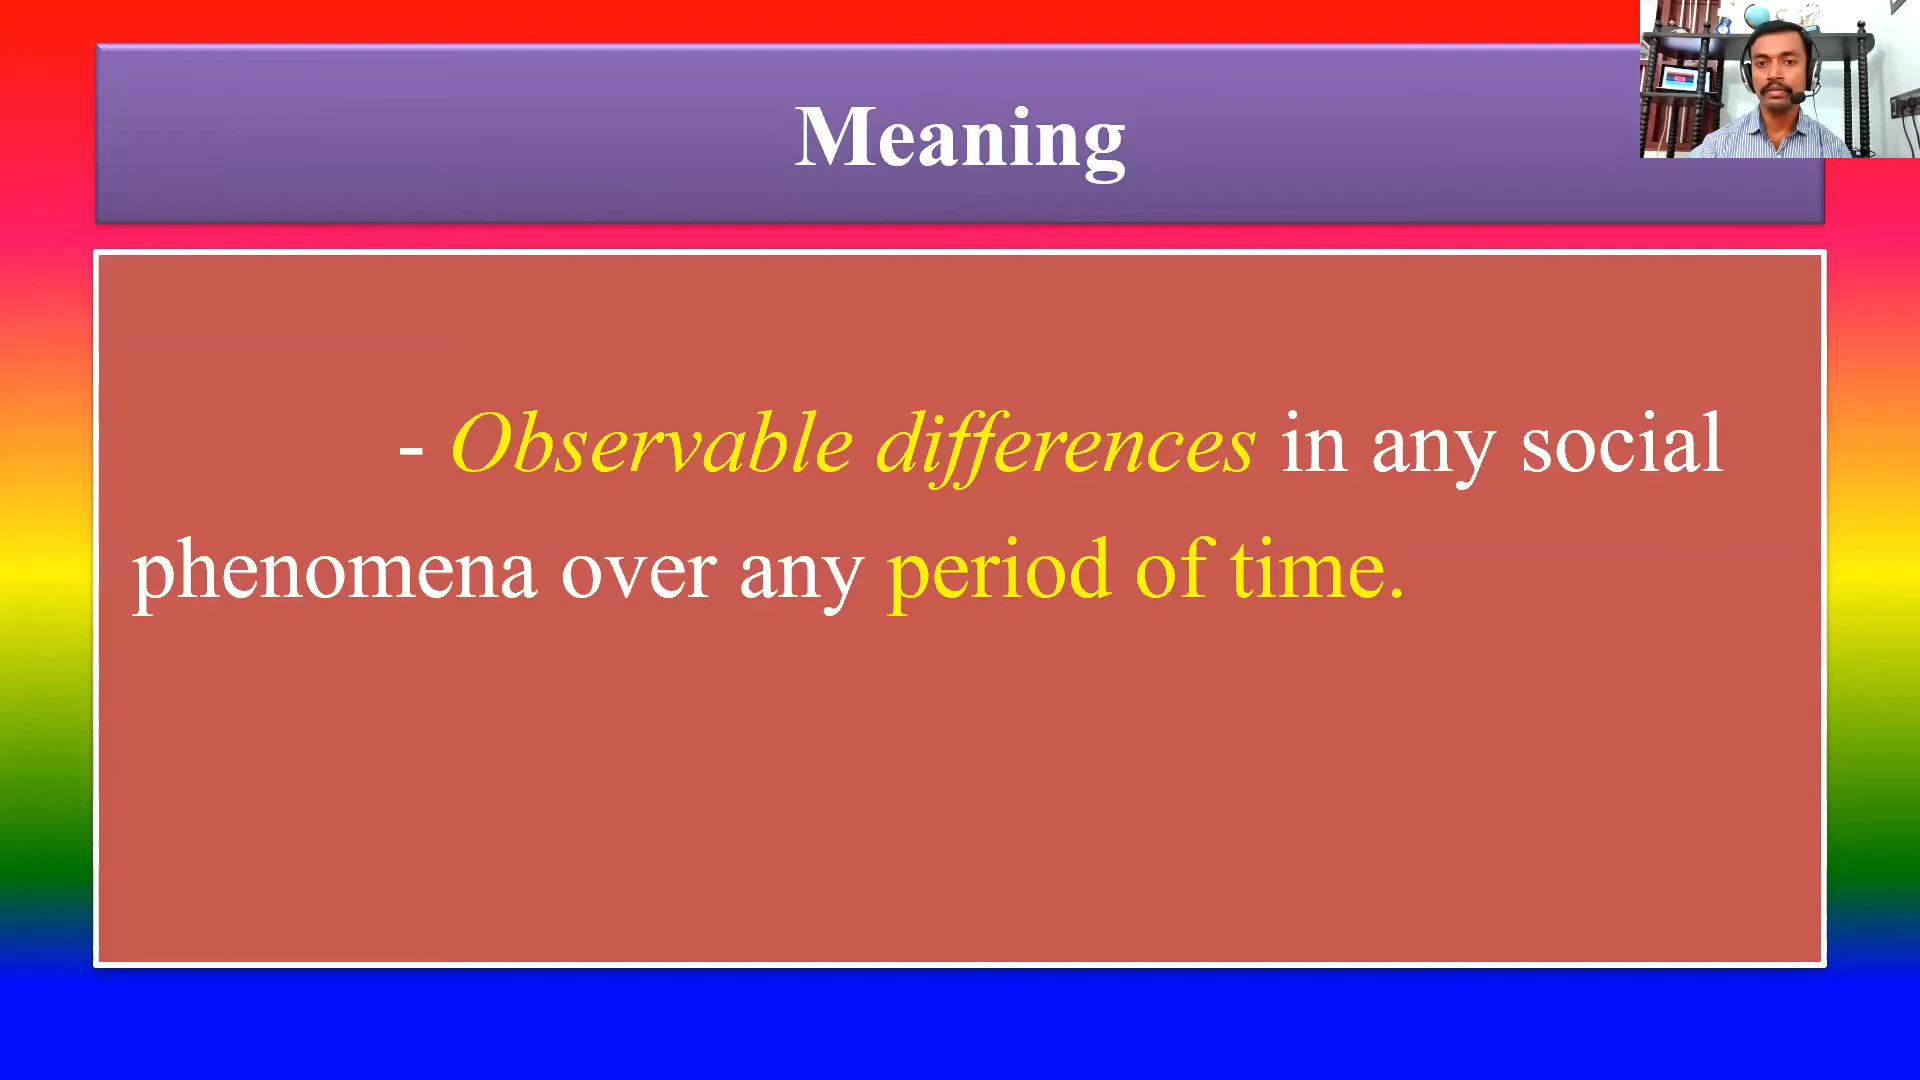 Meaning
- Observable differences in any social
phenomena over any period of time.